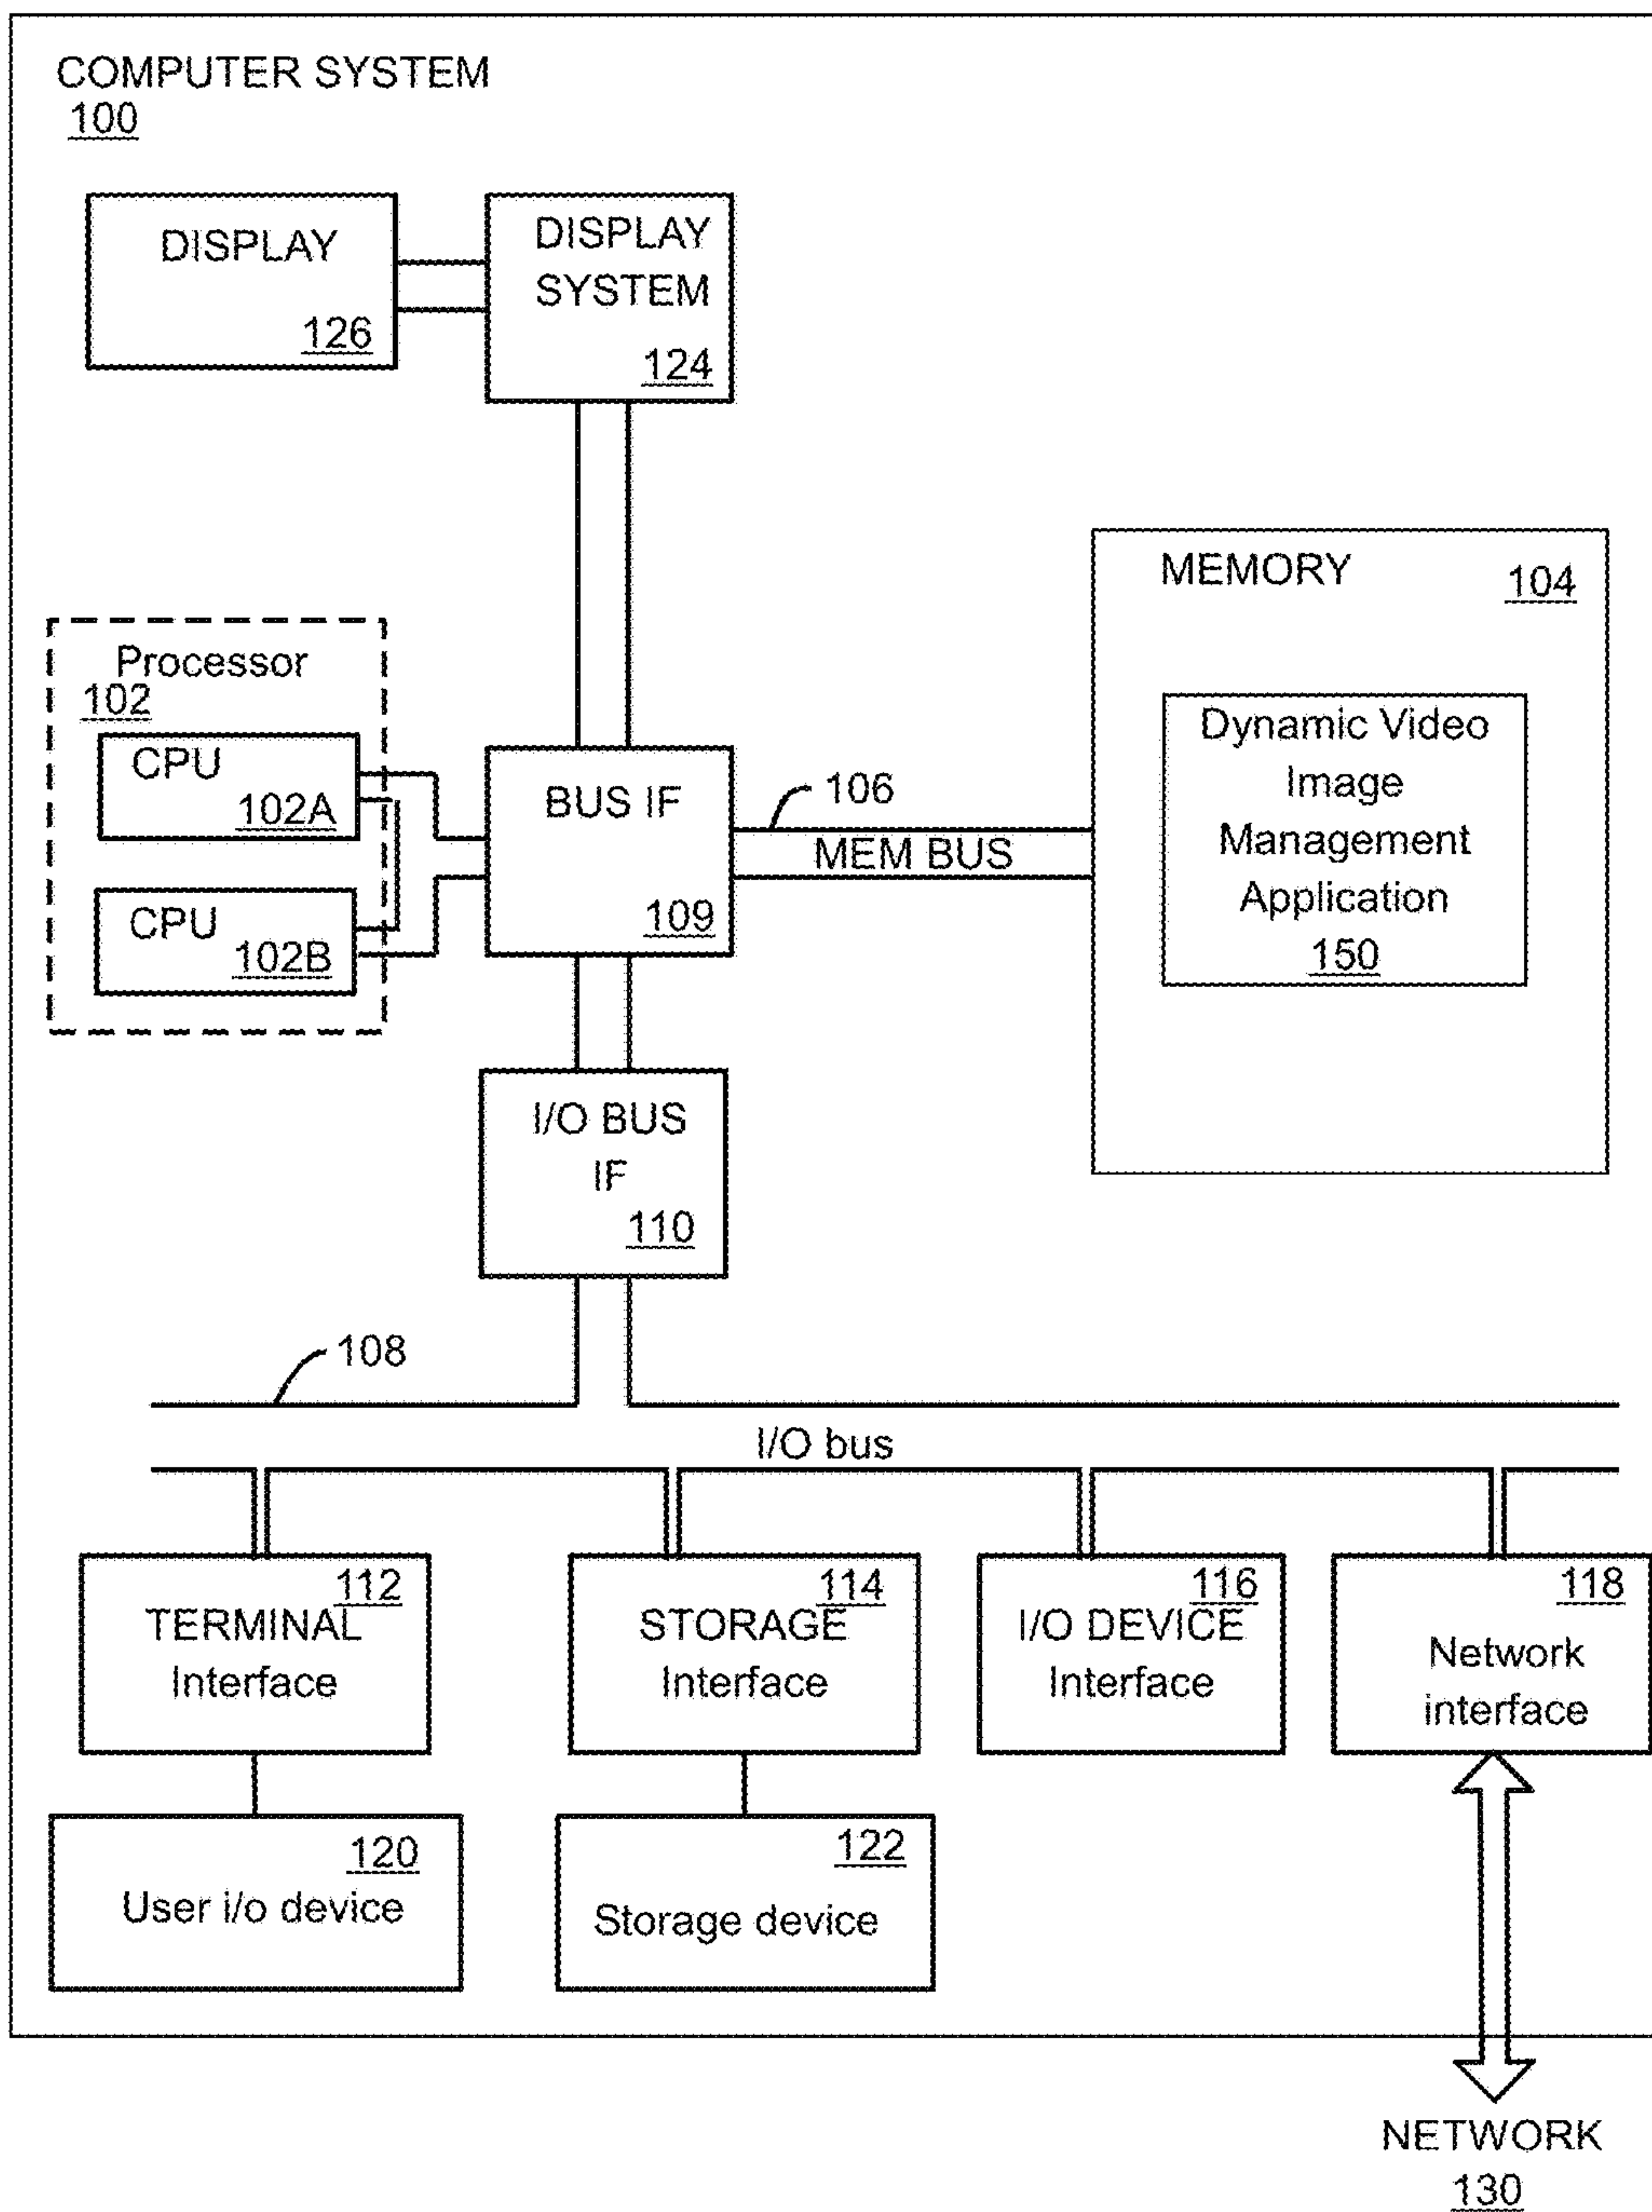 COMPUTER SYSTEM
100
DISPLAY
126
DISPLAY
SYSTEM
124
MEMORY
104
Processor
102
CPU
102A
CPU
102B
BUS IF
109
106
MEM BUS
Dynamic Video
Image
Management
Application
150
I/O BUS
IF
110
108
I/O bus
112
TERMINAL
Interface
114
STORAGE
Interface
116
I/O DEVICE
Interface
118
Network
interface
120
User i/o device
122
Storage device
NETWORK
130